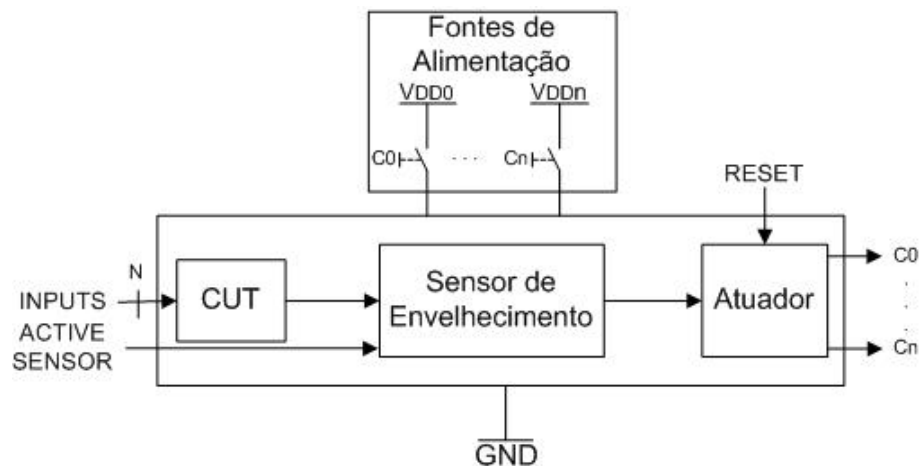 Fontes de
Alimentação
VDD0 VDDn
C0 · · · Cn
RESET
N
INPUTS
ACTIVE
SENSOR
CUT
Sensor de
Envelhecimento
Atuador
C0
Cn
GND